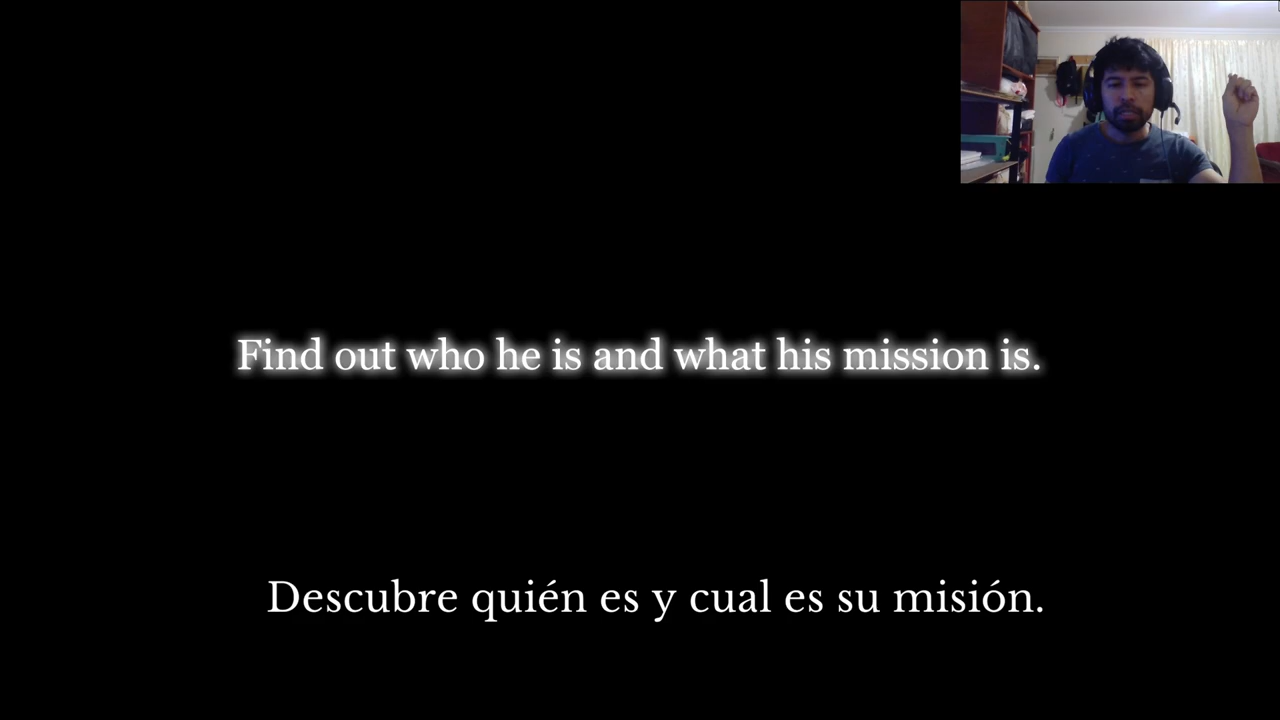 Find out who he is and what his mission is.
Descubre quién es y cual es su misión.